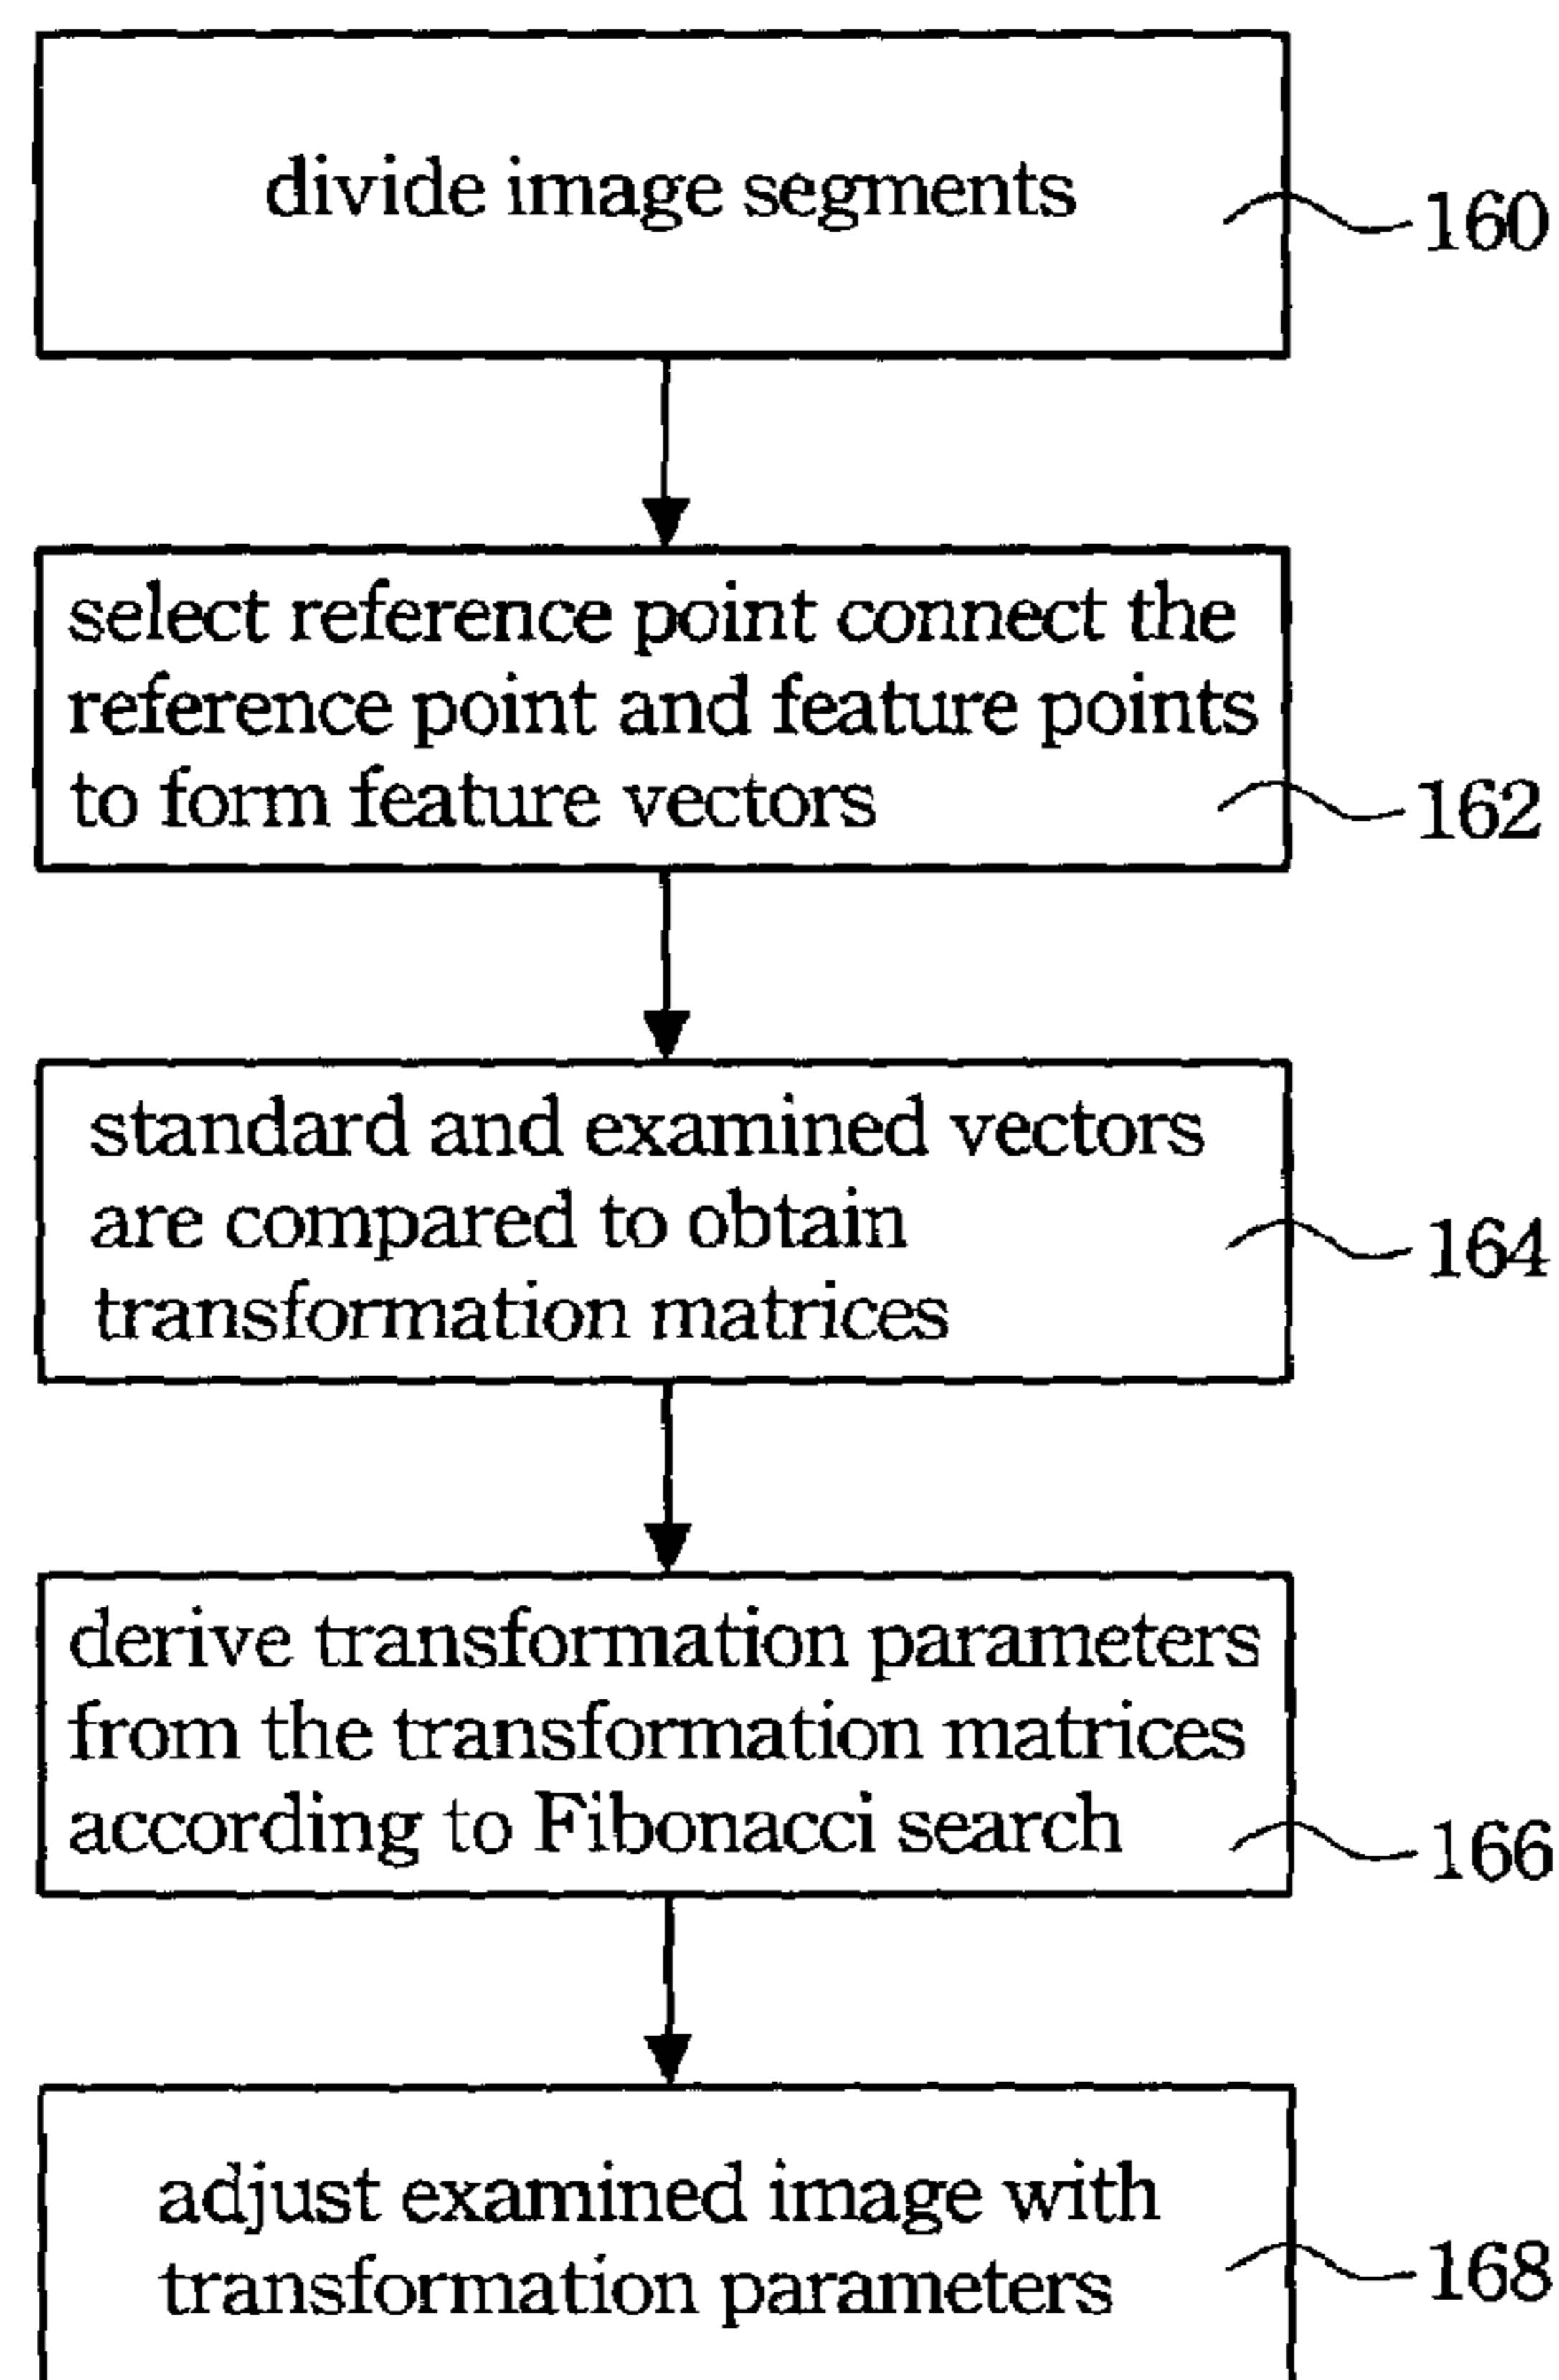 divide image segments
160
select reference point connect the
reference point and feature points
to form feature vectors
162
standard and examined vectors
are compared to obtain
transformation matrices
164
derive transformation parameters
from the transformation matrices
according to Fibonacci search
166
adjust examined image with
transformation parameters
168